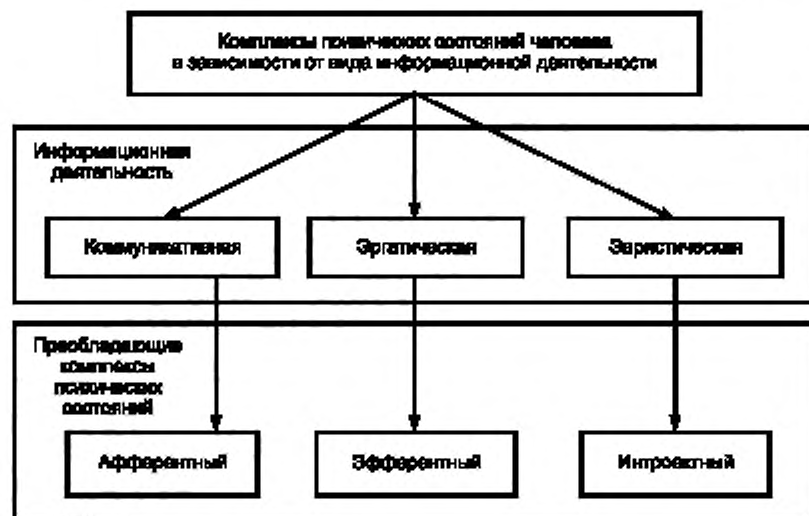 Комплексы психических состояний человека
в зависимости от вида информационной деятельности
Информационная
деятельность
Коммуникативная
Эргатическая
Эвристическая
Преобладающие
комплексы
психических
состояний
Афферентный
Эфферентный
Интроектный